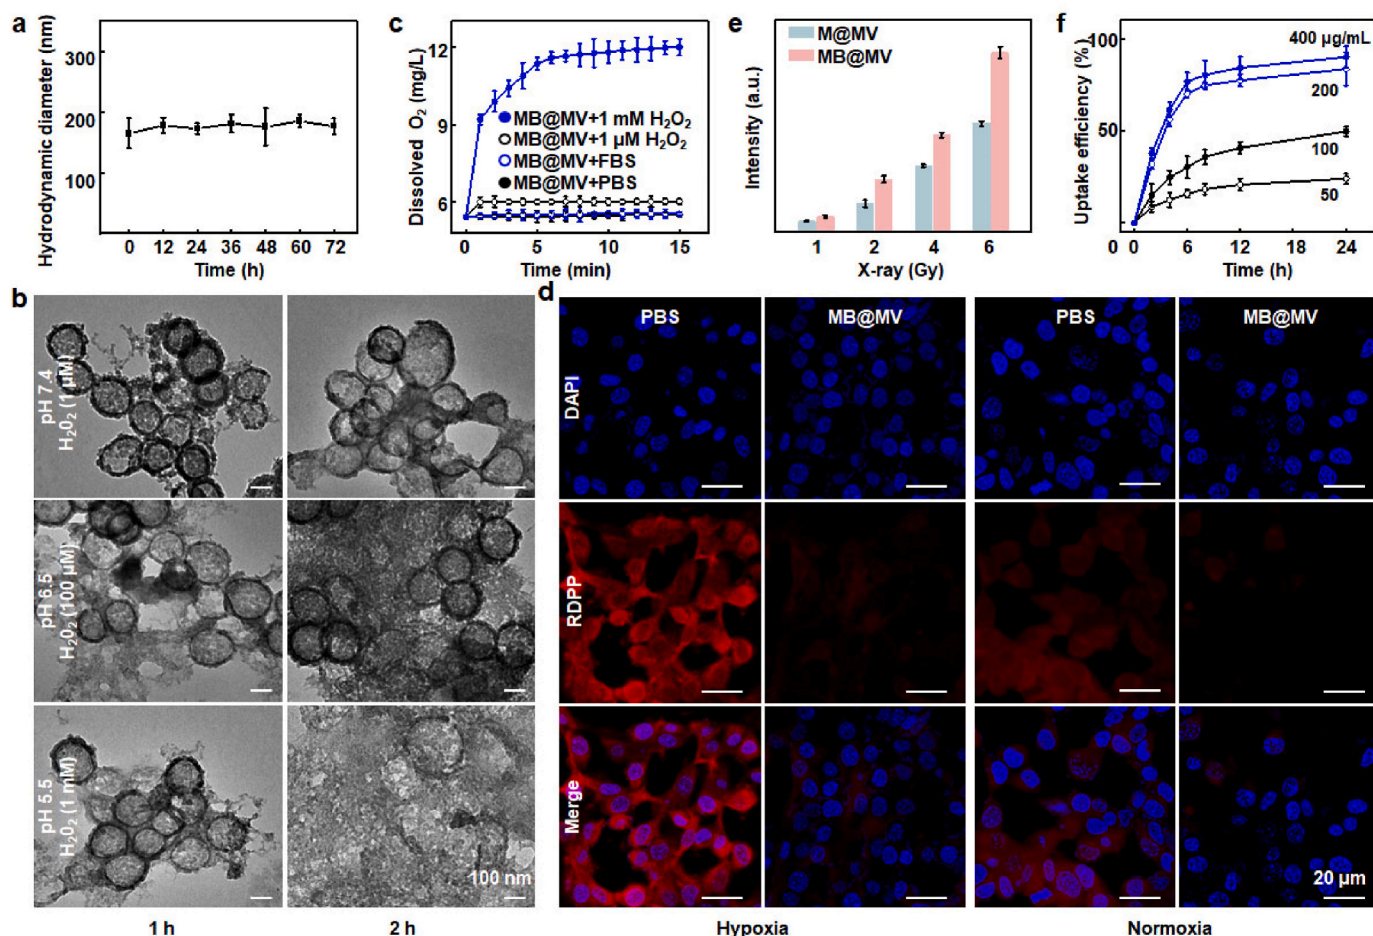 a
Hydrodynamic diameter (nm)
300
200
100
0 12 24 36 48 60 72
Time (h)
c
Dissolved O₂ (mg/L)
12
9
6
MB@MV+1 mM H₂O₂
MB@MV+1 µM H₂O₂
MB@MV+FBS
MB@MV+PBS
0 5 10 15
Time (min)
e
Intensity (a.u.)
M@MV
MB@MV
1 2 4 6
X-ray (Gy)
f
Uptake efficiency (%)
100
50
0
400 µg/mL
200
100
50
0 6 12 24
Time (h)
b
pH 7.4
H₂O₂ (1 µM)
pH 6.5
H₂O₂ (100 µM)
pH 5.5
H₂O₂ (1 mM)
100 nm
1 h 2 h
d
PBS MB@MV PBS MB@MV
DAPI
RDPP
Merge
20 µm
Hypoxia Normoxia